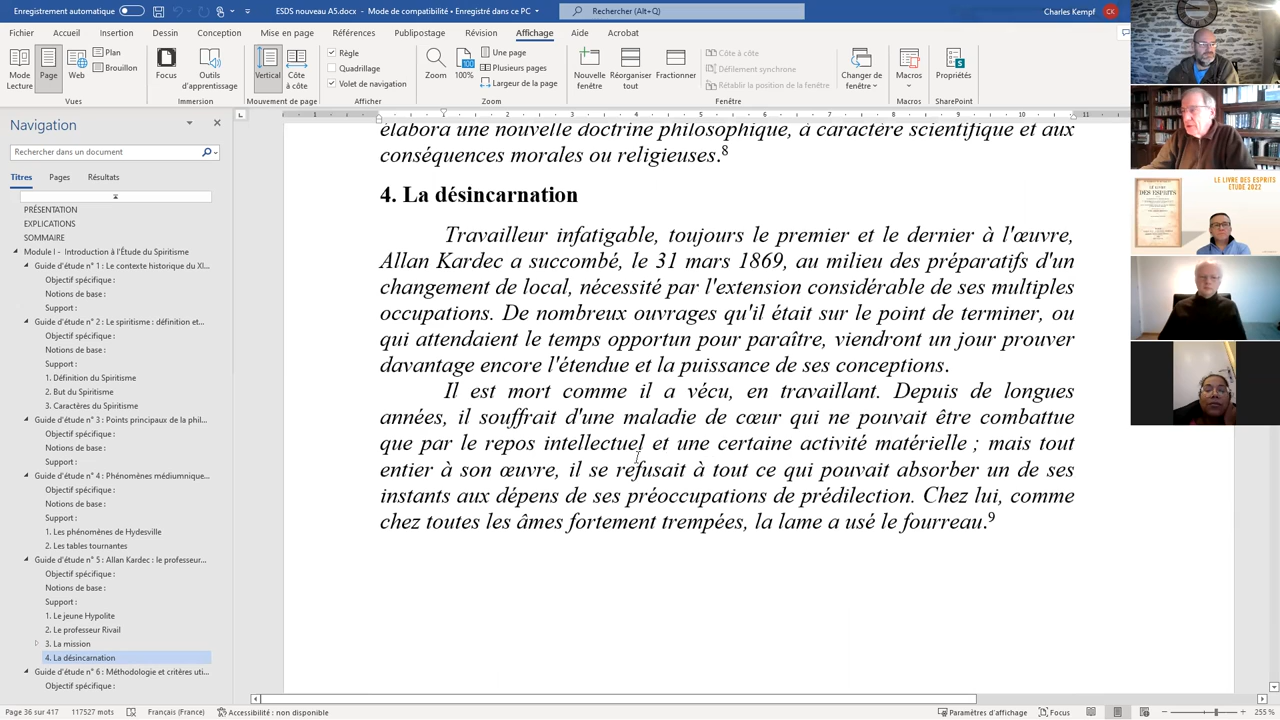 Enregistrement automatique
ESDS nouveau A5.docx - Mode de compatibilité • Enregistré dans ce PC
Rechercher (Alt+Q)
Charles Kempf
CK
Fichier Accueil Insertion Dessin Conception Mise en page Références Publipostage Révision Affichage Aide Acrobat
Mode Lecture
Page
Web
Plan
Brouillon
Vues
Focus
Outils d'apprentissage
Immersion
Vertical
Côte à côte
Mouvement de page
Règle
Quadrillage
Volet de navigation
Afficher
Zoom
100%
Une page
Plusieurs pages
Largeur de la page
Zoom
Nouvelle fenêtre
Réorganiser tout
Fractionner
Côte à côte
Défilement synchrone
Rétablir la position de la fenêtre
Fenêtre
Changer de fenêtre
Macros
Macros
Propriétés
SharePoint
Navigation
Rechercher dans un document
Titres Pages Résultats
PRÉSENTATION
EXPLICATIONS
SOMMAIRE
Module I - Introduction à l'Étude du Spiritisme
Guide d'étude n° 1 : Le contexte historique du XI...
Objectif spécifique :
Notions de base :
Support :
Guide d'étude n° 2 : Le spiritisme : définition et...
Objectif spécifique :
Notions de base :
Support :
1. Définition du Spiritisme
2. But du Spiritisme
3. Caractères du Spiritisme
Guide d'étude n° 3 : Points principaux de la phil...
Objectif spécifique :
Notions de base :
Support :
Guide d'étude n° 4 : Phénomènes médiumnique...
Objectif spécifique :
Notions de base :
Support :
1. Les phénomènes de Hydesville
2. Les tables tournantes
Guide d'étude n° 5 : Allan Kardec : le professeur...
Objectif spécifique :
Notions de base :
Support :
1. Le jeune Hypolite
2. Le professeur Rivail
3. La mission
4. La désincarnation
Guide d'étude n° 6 : Méthodologie et critères uti...
Objectif spécifique :
élabora une nouvelle doctrine philosophique, à caractère scientifique et aux
conséquences morales ou religieuses.8
4. La désincarnation
Travailleur infatigable, toujours le premier et le dernier à l'œuvre,
Allan Kardec a succombé, le 31 mars 1869, au milieu des préparatifs d'un
changement de local, nécessité par l'extension considérable de ses multiples
occupations. De nombreux ouvrages qu'il était sur le point de terminer, ou
qui attendaient le temps opportun pour paraître, viendront un jour prouver
davantage encore l'étendue et la puissance de ses conceptions.
Il est mort comme il a vécu, en travaillant. Depuis de longues
années, il souffrait d'une maladie de cœur qui ne pouvait être combattue
que par le repos intellectuel et une certaine activité matérielle ; mais tout
entier à son œuvre, il se refusait à tout ce qui pouvait absorber un de ses
instants aux dépens de ses préoccupations de prédilection. Chez lui, comme
chez toutes les âmes fortement trempées, la lame a usé le fourreau.9
LE LIVRE DES ESPRITS
ETUDE 2022
Page 36 sur 417 117527 mots Français (France) Accessibilité : non disponible
Paramètres d'affichage Focus 255 %